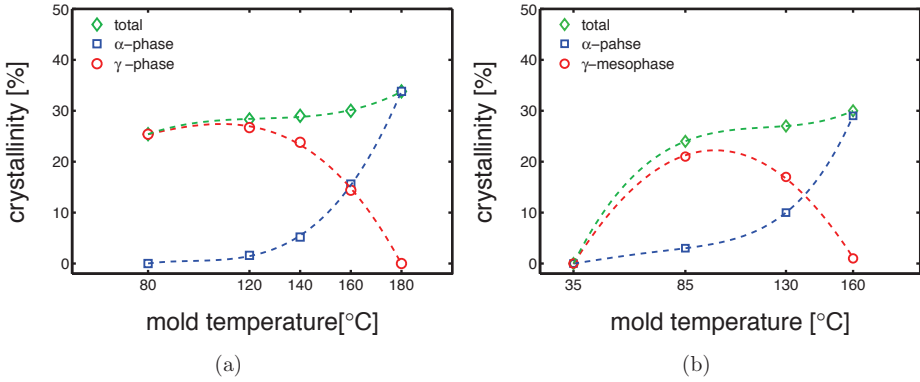 50
40
30
20
10
0
crystallinity [%]
total
α−phase
γ −phase
80 120 140 160 180
mold temperature[°C]
(a)
50
40
30
20
10
0
crystallinity [%]
total
α−pahse
γ−mesophase
35 85 130 160
mold temperature [°C]
(b)